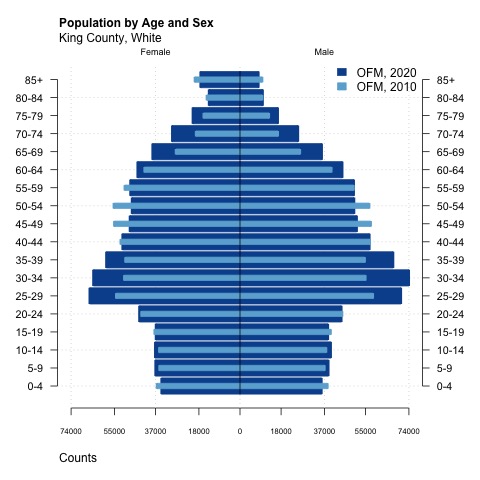 Population by Age and Sex
King County, White
Female Male
OFM, 2020
OFM, 2010
85+ 85+
80-84 80-84
75-79 75-79
70-74 70-74
65-69 65-69
60-64 60-64
55-59 55-59
50-54 50-54
45-49 45-49
40-44 40-44
35-39 35-39
30-34 30-34
25-29 25-29
20-24 20-24
15-19 15-19
10-14 10-14
5-9 5-9
0-4 0-4
74000 55000 37000 18000 0 18000 37000 55000 74000
Counts